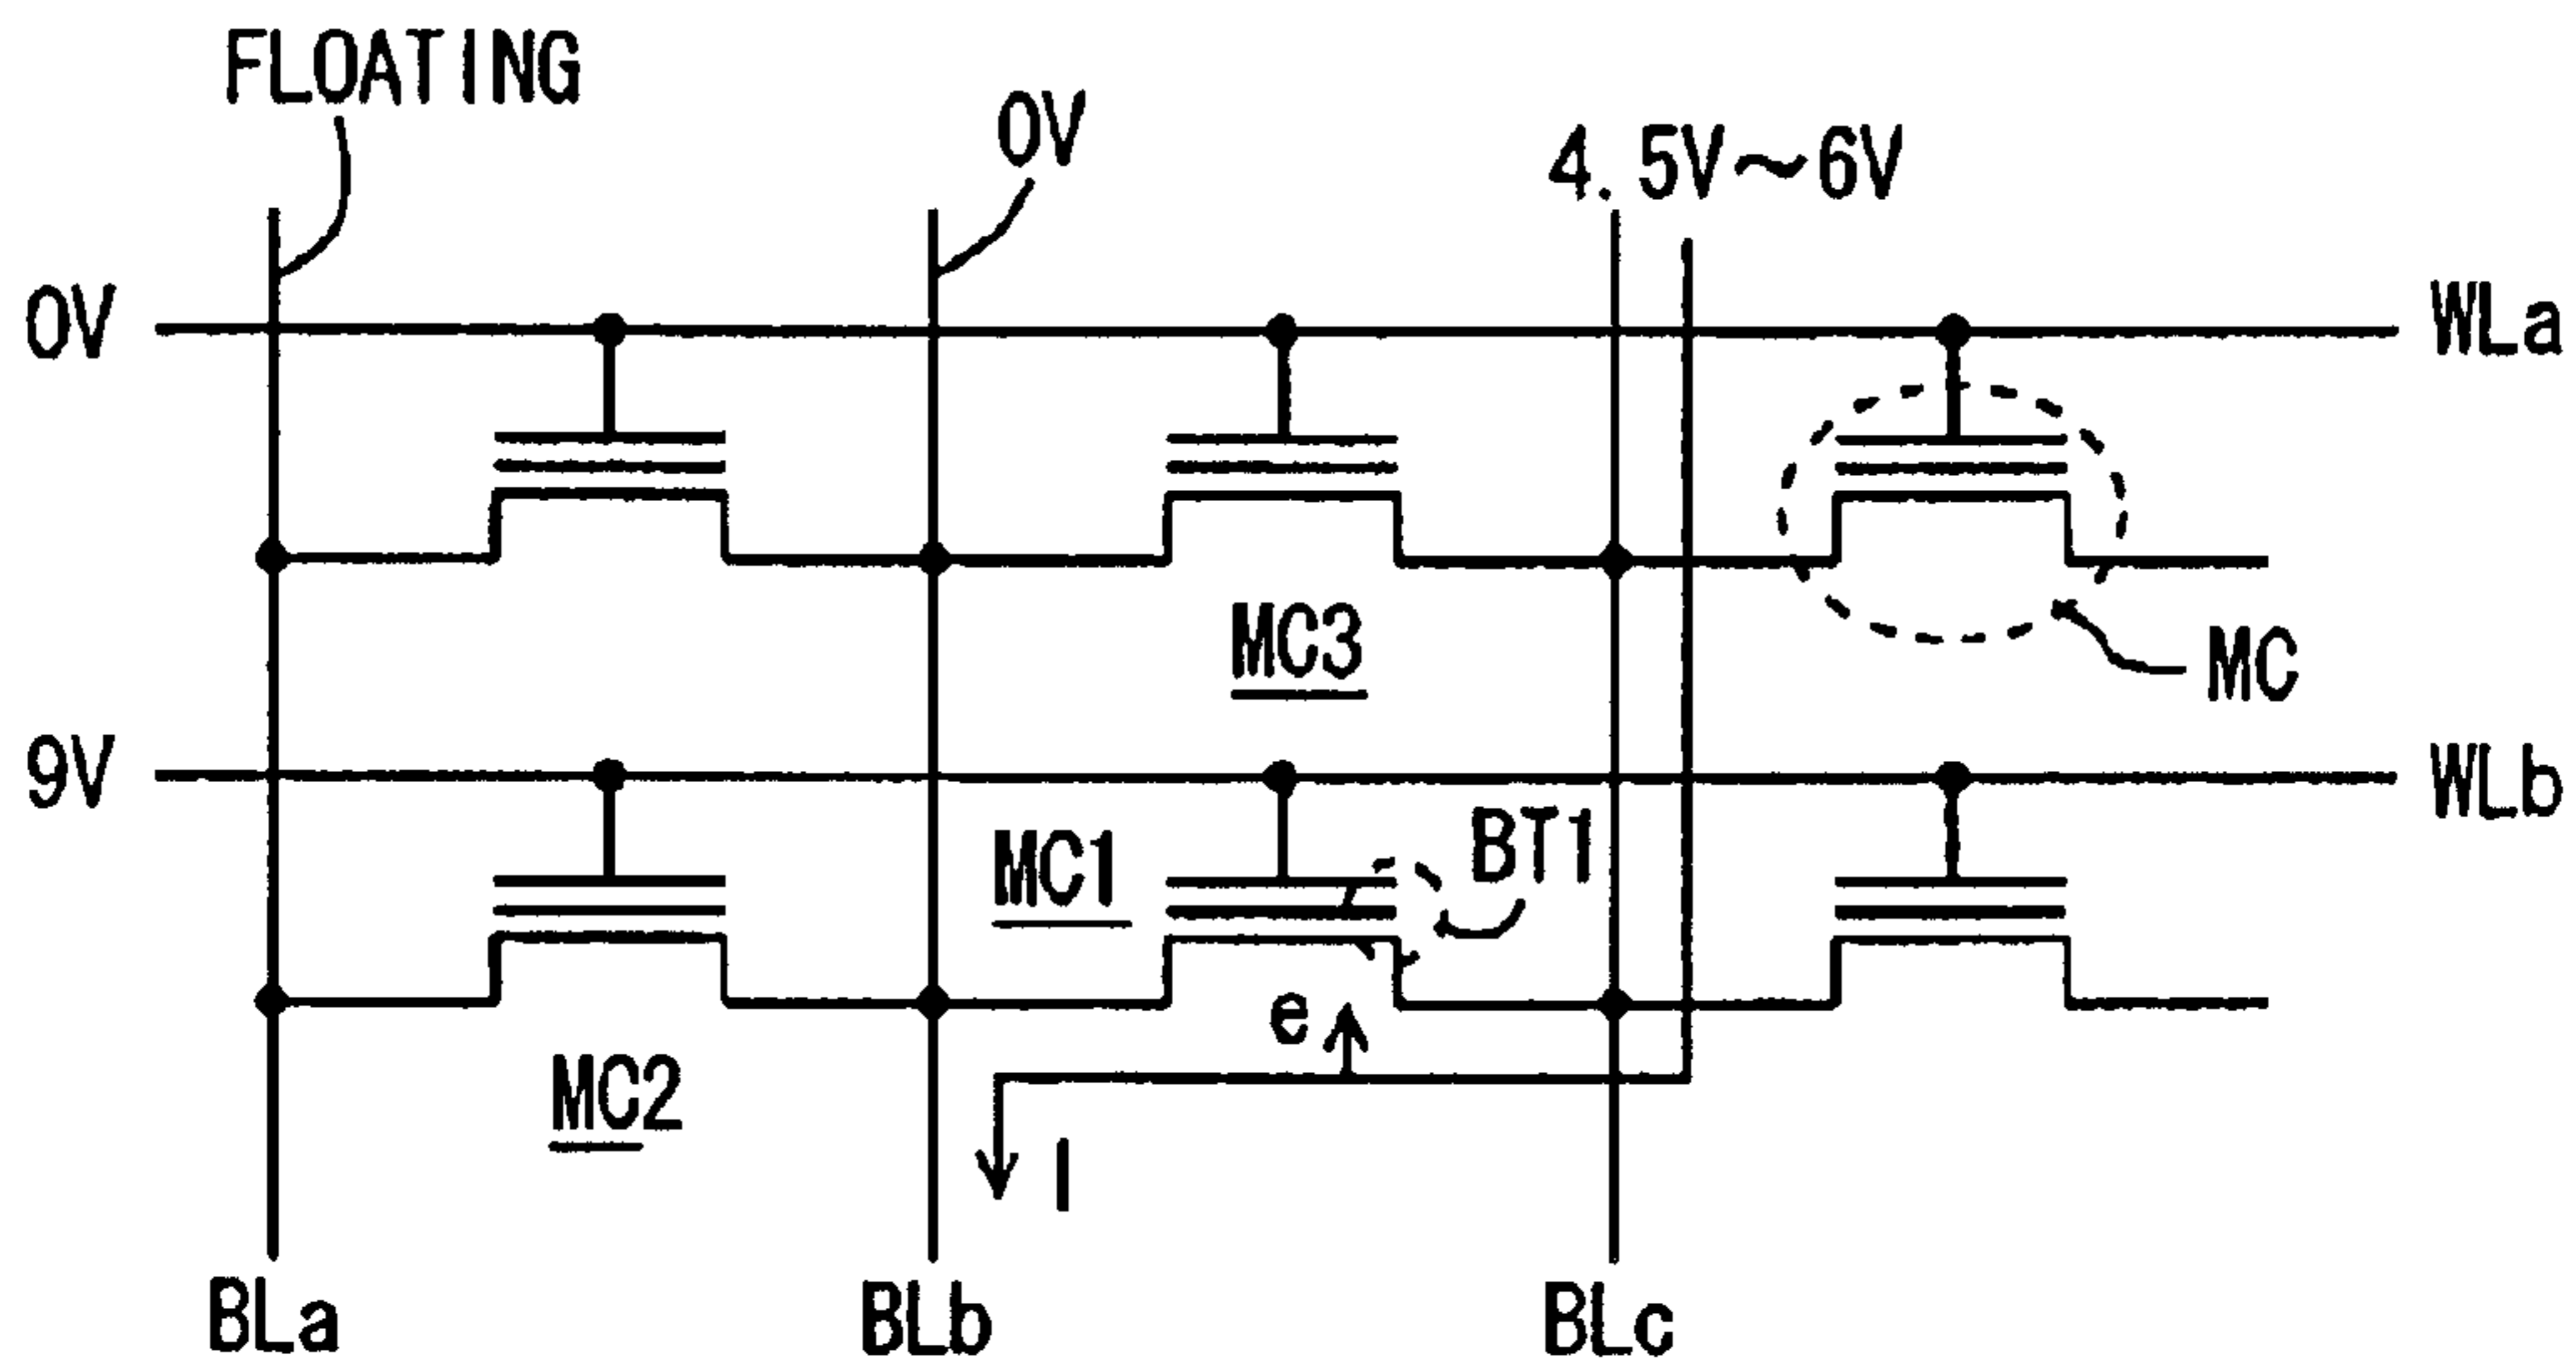 FLOATING
0V
4.5V~6V
0V
WLa
MC3
MC
9V
WLb
MC1
BT1
e
MC2
I
BLa
BLb
BLc